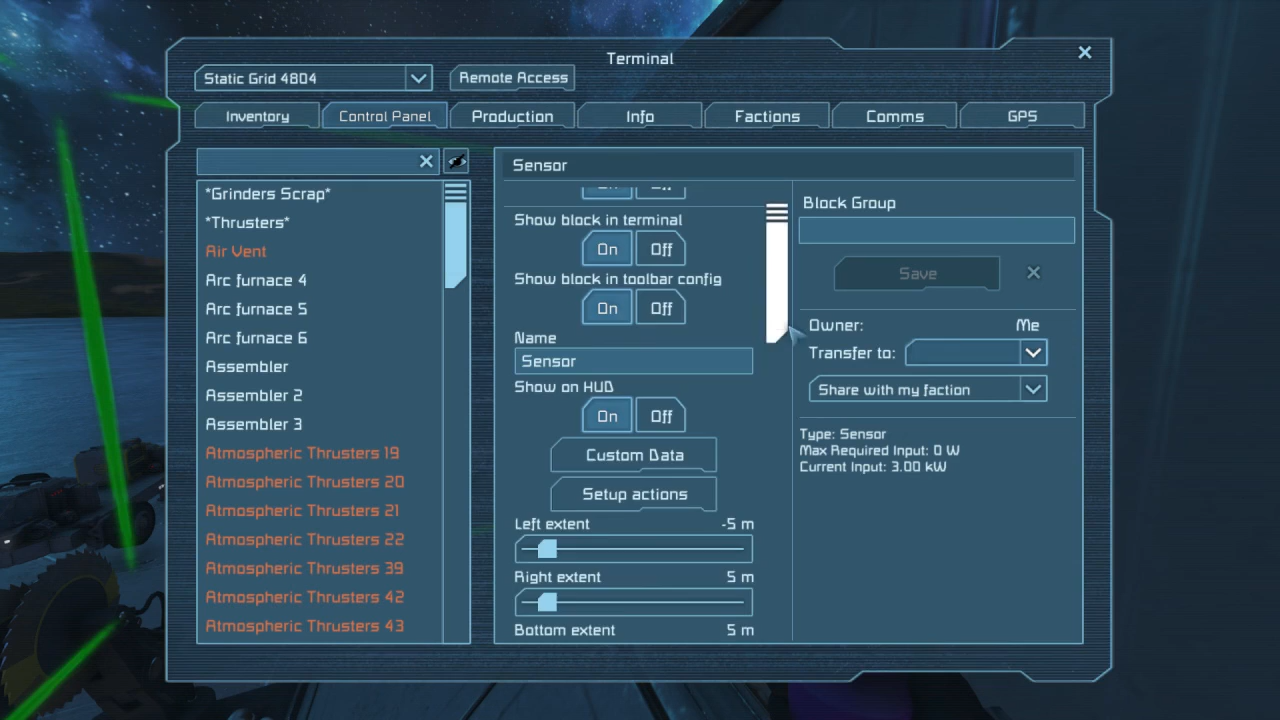 Terminal
Static Grid 4804
Remote Access
Inventory
Control Panel
Production
Info
Factions
Comms
GPS
*Grinders Scrap*
*Thrusters*
Air Vent
Arc furnace 4
Arc furnace 5
Arc furnace 6
Assembler
Assembler 2
Assembler 3
Atmospheric Thrusters 19
Atmospheric Thrusters 20
Atmospheric Thrusters 21
Atmospheric Thrusters 22
Atmospheric Thrusters 39
Atmospheric Thrusters 42
Atmospheric Thrusters 43
Sensor
Show block in terminal
On Off
Show block in toolbar config
On Off
Name
Sensor
Show on HUD
On Off
Custom Data
Setup actions
Left extent -5 m
Right extent 5 m
Bottom extent 5 m
Block Group
Save
Owner: Me
Transfer to:
Share with my faction
Type: Sensor
Max Required Input: 0 W
Current Input: 3.00 kW